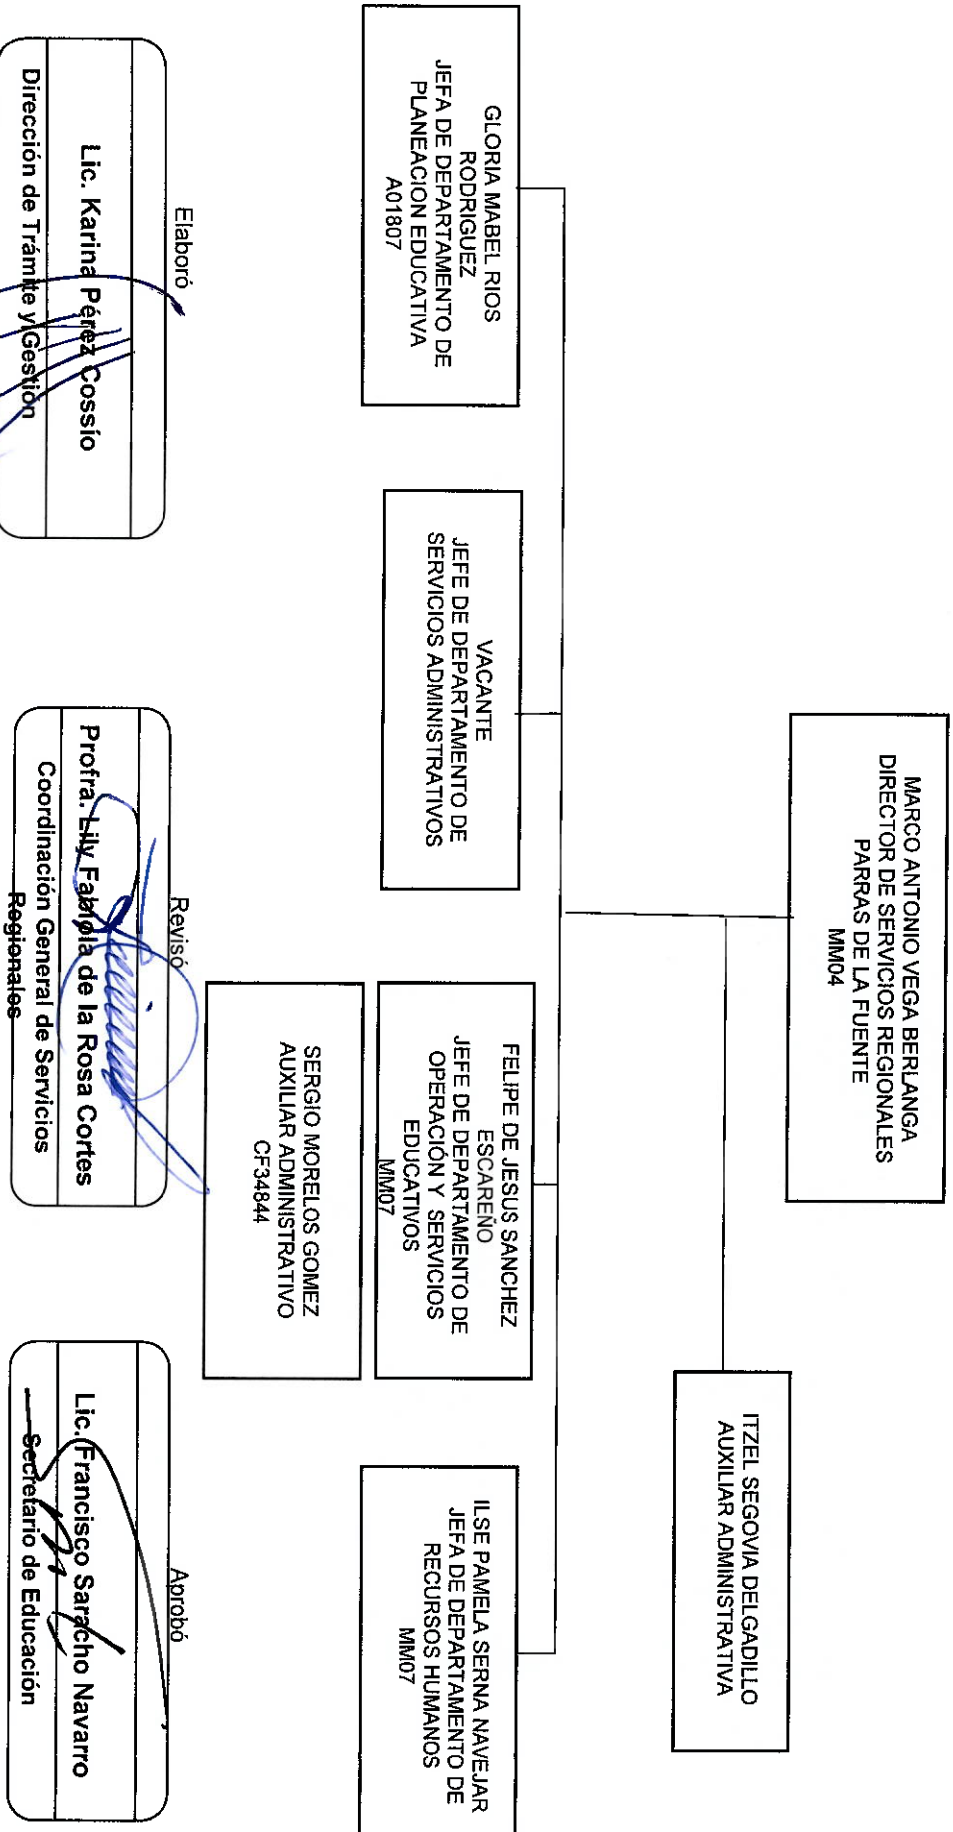 MARCO ANTONIO VEGA BERLANGA
DIRECTOR DE SERVICIOS REGIONALES
PARRAS DE LA FUENTE
MM04
ITZEL SEGOVIA DELGADILLO
AUXILIAR ADMINISTRATIVA
GLORIA MABEL RIOS
RODRIGUEZ
JEFA DE DEPARTAMENTO DE
PLANEACION EDUCATIVA
A01807
VACANTE
JEFE DE DEPARTAMENTO DE
SERVICIOS ADMINISTRATIVOS
FELIPE DE JESUS SANCHEZ
ESCAREÑO
JEFE DE DEPARTAMENTO DE
OPERACIÓN Y SERVICIOS
EDUCATIVOS
MM07
ILSE PAMELA SERNA NAVEJAR
JEFA DE DEPARTAMENTO DE
RECURSOS HUMANOS
MM07
SERGIO MORELOS GOMEZ
AUXILIAR ADMINISTRATIVO
CF34844
Elaboró
Lic. Karina Pérez Cossío
Dirección de Trámite y Gestión
Revisó
Profra. Lily Fabiola de la Rosa Cortes
Coordinación General de Servicios
Regionales
Aprobó
Lic. Francisco Saracho Navarro
Secretario de Educación